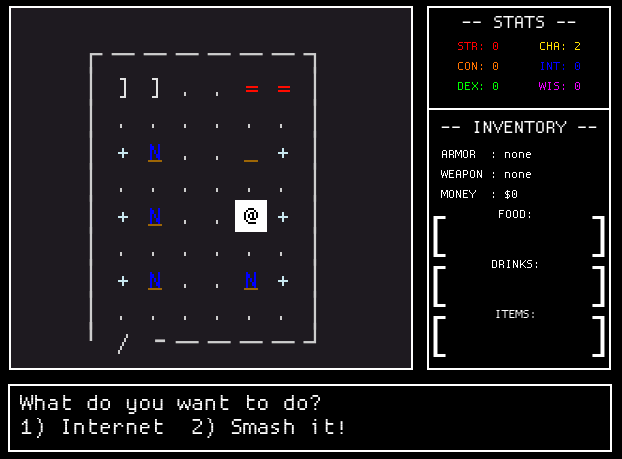 ] ] . . = =
. . . . . .
+ N . . _ +
. . . . . .
+ N . . @ +
. . . . . .
+ N . . N +
. . . . . .
/
-- STATS --
STR: 0 CHA: 2
CON: 0 INT: 0
DEX: 0 WIS: 0
-- INVENTORY --
ARMOR : none
WEAPON : none
MONEY : $0
FOOD:
[ ]
DRINKS:
[ ]
ITEMS:
[ ]
What do you want to do?
1) Internet 2) Smash it!